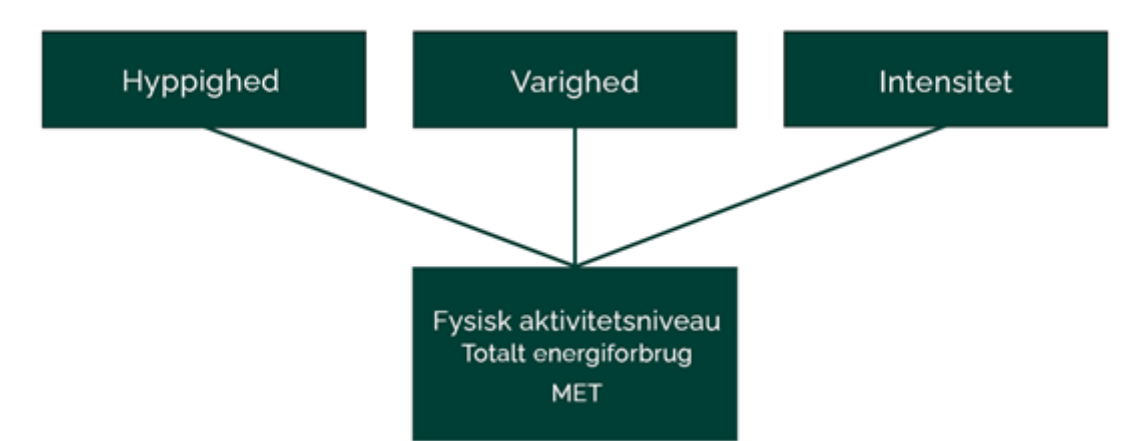 Hyppighed
Varighed
Intensitet
Fysisk aktivitetsniveau
Totalt energiforbrug
MET